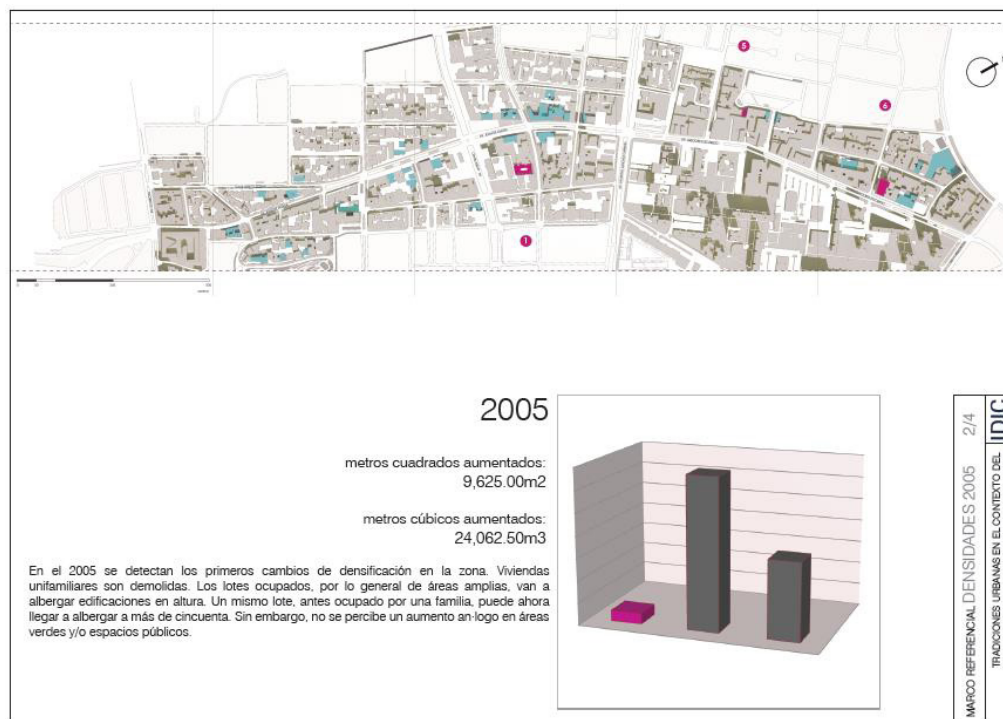 5
6
1
2005
metros cuadrados aumentados:
9,625.00m2
metros cúbicos aumentados:
24,062.50m3
En el 2005 se detectan los primeros cambios de densificación en la zona. Viviendas
unifamiliares son demolidas. Los lotes ocupados, por lo general de áreas amplias, van a
albergar edificaciones en altura. Un mismo lote, antes ocupado por una familia, puede ahora
llegar a albergar a más de cincuenta. Sin embargo, no se percibe un aumento an·logo en áreas
verdes y/o espacios públicos.
MARCO REFERENCIAL DENSIDADES 2005 2/4
TRADICIONES URBANAS EN EL CONTEXTO DEL
IDIC